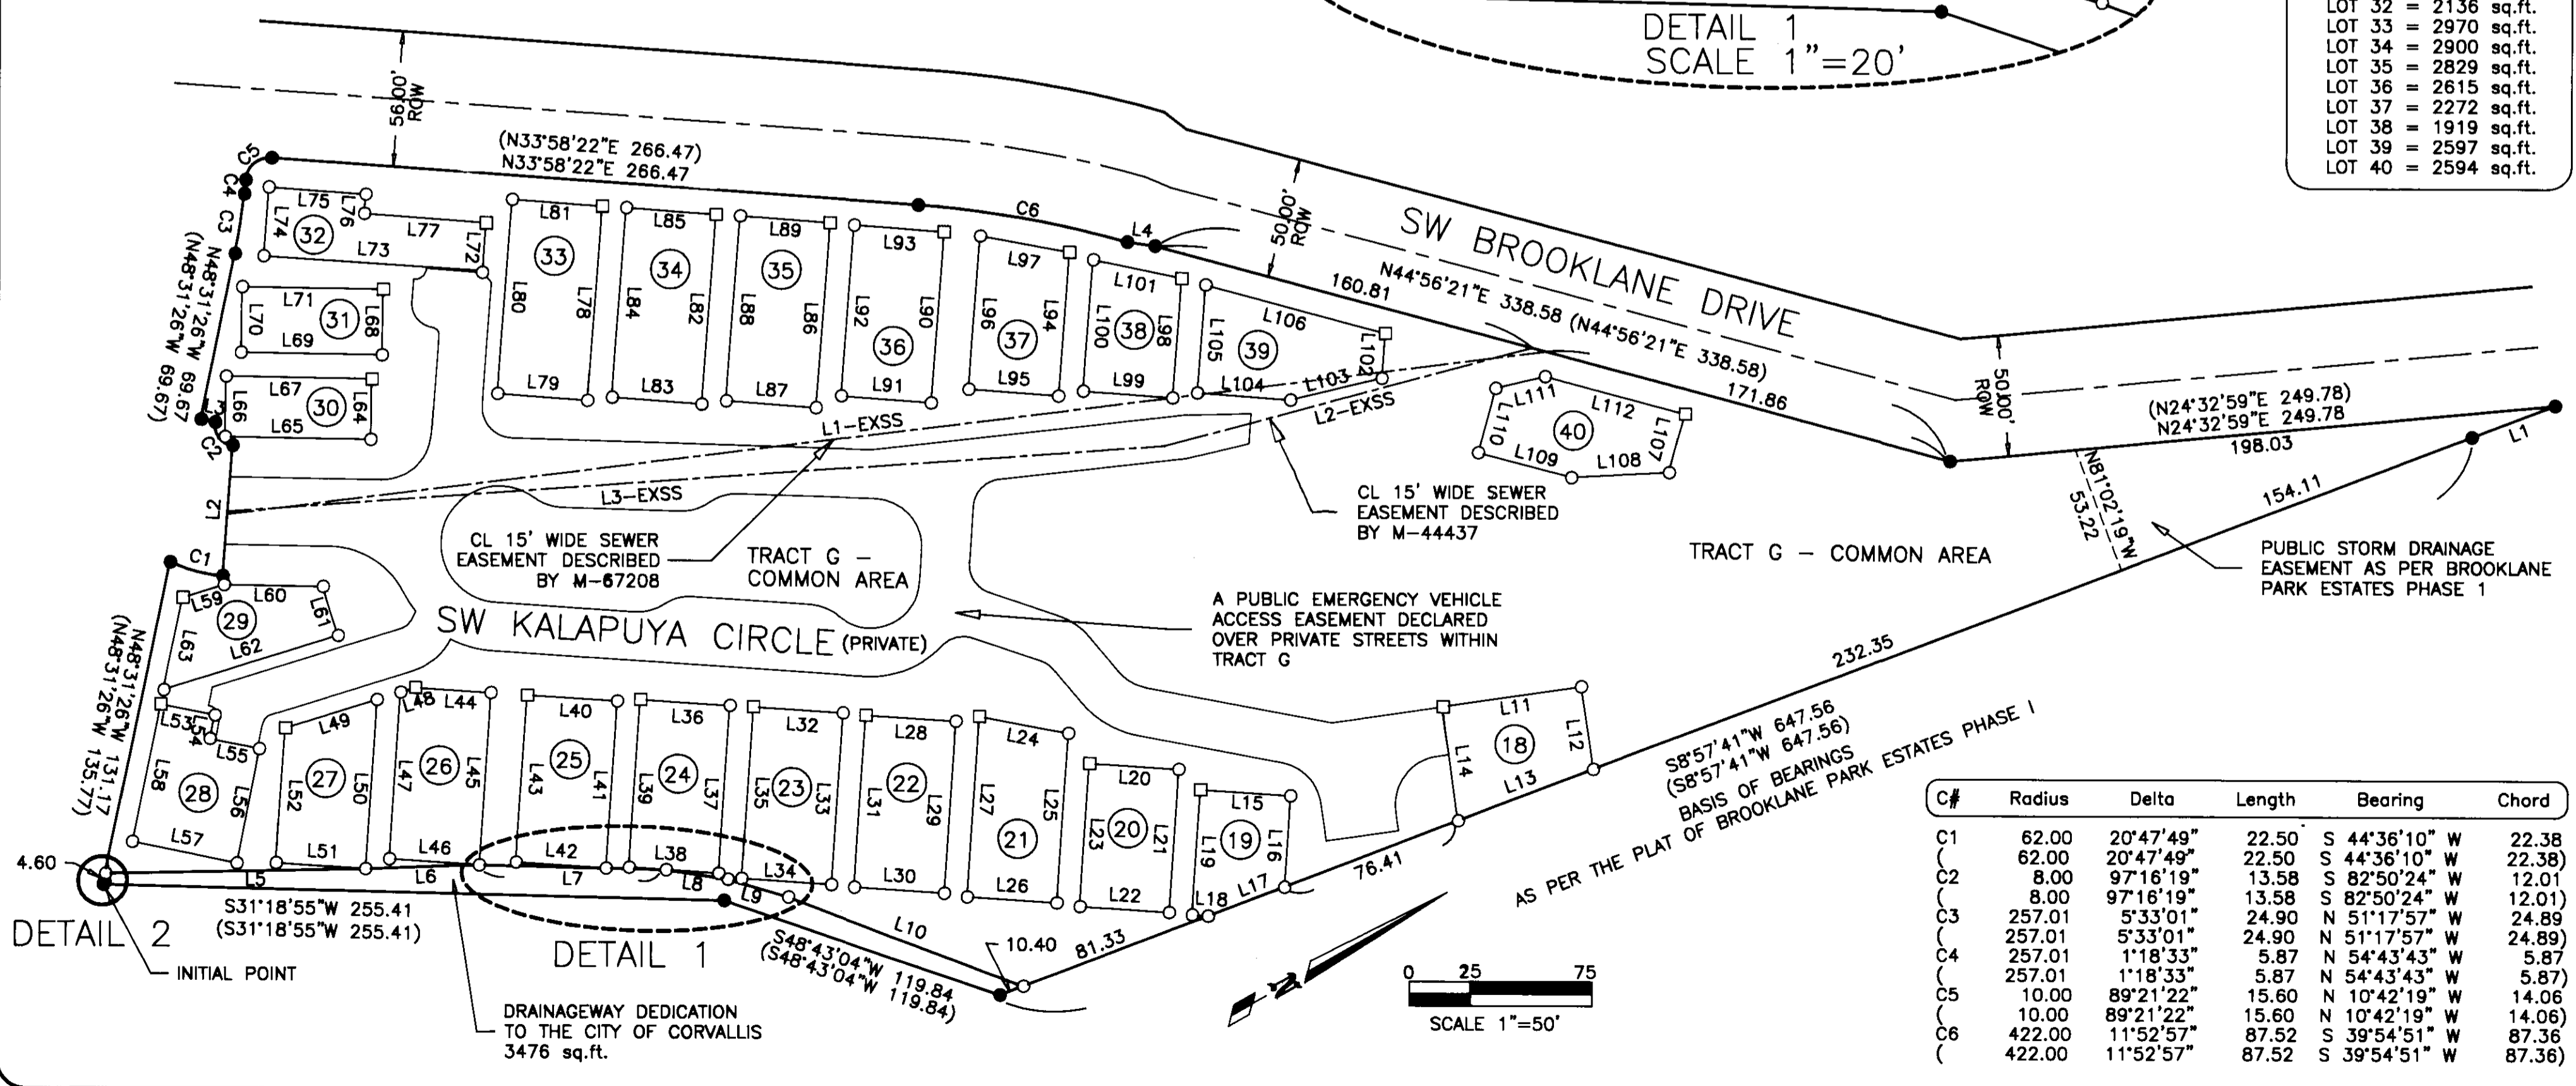 DETAIL 1
SCALE 1"=20'
LOT 32 = 2136 sq.ft.
LOT 33 = 2970 sq.ft.
LOT 34 = 2900 sq.ft.
LOT 35 = 2829 sq.ft.
LOT 36 = 2615 sq.ft.
LOT 37 = 2272 sq.ft.
LOT 38 = 1919 sq.ft.
LOT 39 = 2597 sq.ft.
LOT 40 = 2594 sq.ft.
56.00'
ROW
(N33°58'22"E 266.47)
N33°58'22"E 266.47
C5
C4
C3
C6
L4
50.00'
ROW
SW BROOKLANE DRIVE
N44°56'21"E 338.58 (N44°56'21"E 338.58)
160.81
171.86
50.00'
ROW
(N24°32'59"E 249.78)
N24°32'59"E 249.78
198.03
L1
N48°31'26"W 69.67
(N48°31'26"W 69.67)
L75
L76
L74
32
L77
L72
L73
L71
L70
31
L68
L69
L67
L66
30
L64
L65
L3
C2
L2
C1
L81
33
L80
L78
L79
L85
34
L84
L82
L83
L89
35
L88
L86
L87
L93
L92
L90
36
L91
L97
L96
L94
37
L95
L101
L100
38
L98
L99
L106
L105
39
L102
L104
L103
L111
L112
L110
40
L107
L109
L108
L1-EXSS
L2-EXSS
L3-EXSS
CL 15' WIDE SEWER
EASEMENT DESCRIBED
BY M-67208
TRACT G –
COMMON AREA
CL 15' WIDE SEWER
EASEMENT DESCRIBED
BY M-44437
TRACT G – COMMON AREA
N81°02'19"W
53.22
154.11
PUBLIC STORM DRAINAGE
EASEMENT AS PER BROOKLANE
PARK ESTATES PHASE 1
A PUBLIC EMERGENCY VEHICLE
ACCESS EASEMENT DECLARED
OVER PRIVATE STREETS WITHIN
TRACT G
SW KALAPUYA CIRCLE (PRIVATE)
232.35
S8°57'41"W 647.56
(S8°57'41"W 647.56)
BASIS OF BEARINGS
AS PER THE PLAT OF BROOKLANE PARK ESTATES PHASE I
N48°31'26"W 131.17
(N48°31'26"W 135.77)
L59
L60
29
L61
L63
L62
L53
L54
L55
L58
28
L56
L57
L49
27
L52
L50
L51
L48
L44
26
L47
L45
L46
L40
25
L43
L41
L42
L36
24
L39
L37
L38
L32
23
L35
L33
L34
L28
22
L31
L29
L30
L24
L27
L25
21
L26
L20
20
L23
L21
L22
L15
19
L19
L16
L18
L17
L11
18
L12
L14
L13
76.41
81.33
10.40
L5
L6
L7
L8
L9
L10
4.60
DETAIL 2
INITIAL POINT
S31°18'55"W 255.41
(S31°18'55"W 255.41)
DETAIL 1
S48°43'04"W 119.84
(S48°43'04"W 119.84)
DRAINAGEWAY DEDICATION
TO THE CITY OF CORVALLIS
3476 sq.ft.
N
0 25 75
SCALE 1"=50'
C# Radius Delta Length Bearing Chord
C1 62.00 20°47'49" 22.50 S 44°36'10" W 22.38
( 62.00 20°47'49" 22.50 S 44°36'10" W 22.38)
C2 8.00 97°16'19" 13.58 S 82°50'24" W 12.01
( 8.00 97°16'19" 13.58 S 82°50'24" W 12.01)
C3 257.01 5°33'01" 24.90 N 51°17'57" W 24.89
( 257.01 5°33'01" 24.90 N 51°17'57" W 24.89)
C4 257.01 1°18'33" 5.87 N 54°43'43" W 5.87
( 257.01 1°18'33" 5.87 N 54°43'43" W 5.87)
C5 10.00 89°21'22" 15.60 N 10°42'19" W 14.06
( 10.00 89°21'22" 15.60 N 10°42'19" W 14.06)
C6 422.00 11°52'57" 87.52 S 39°54'51" W 87.36
( 422.00 11°52'57" 87.52 S 39°54'51" W 87.36)